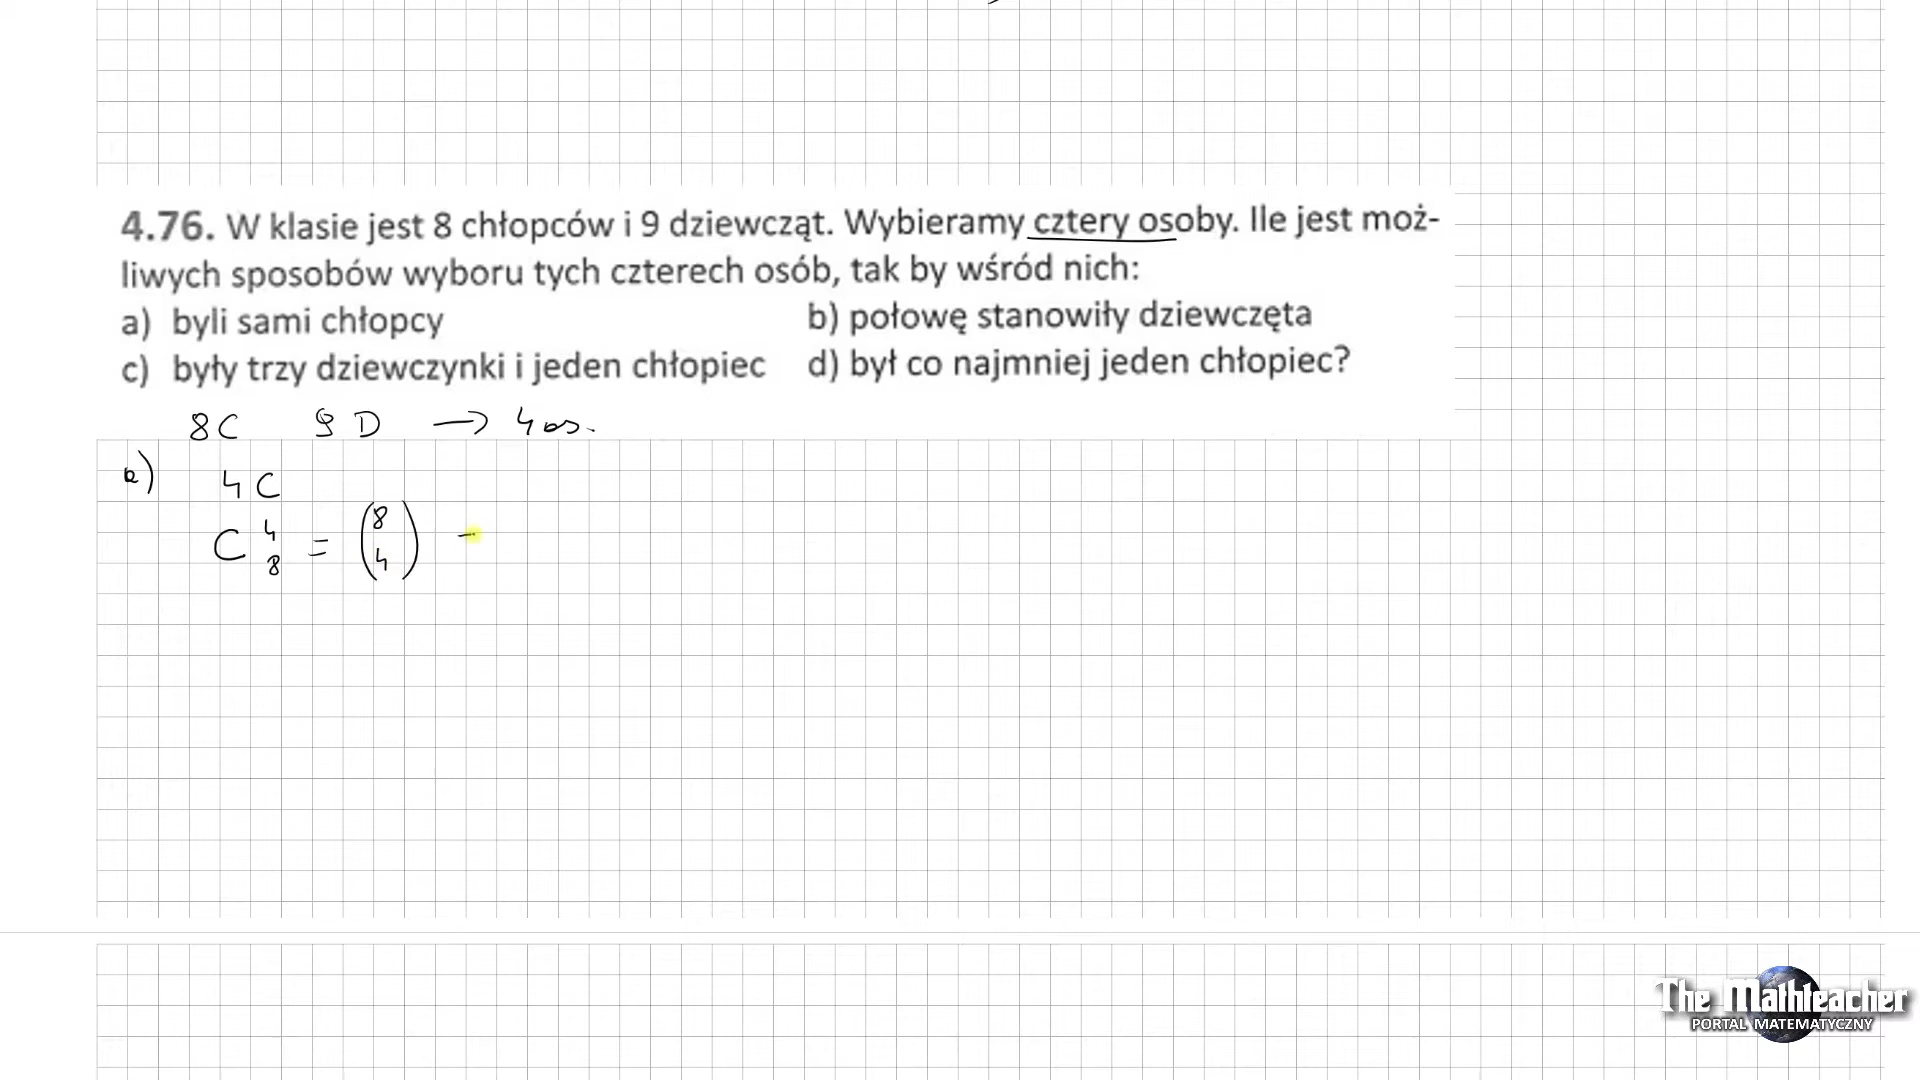 4.76. W klasie jest 8 chłopców i 9 dziewcząt. Wybieramy cztery osoby. Ile jest moż-
liwych sposobów wyboru tych czterech osób, tak by wśród nich:
a) byli sami chłopcy b) połowę stanowiły dziewczęta
c) były trzy dziewczynki i jeden chłopiec d) był co najmniej jeden chłopiec?
8C 9D → 4 os.
a) 4C
C 4 8 = (8 4) -
The Mathteacher
PORTAL MATEMATYCZNY